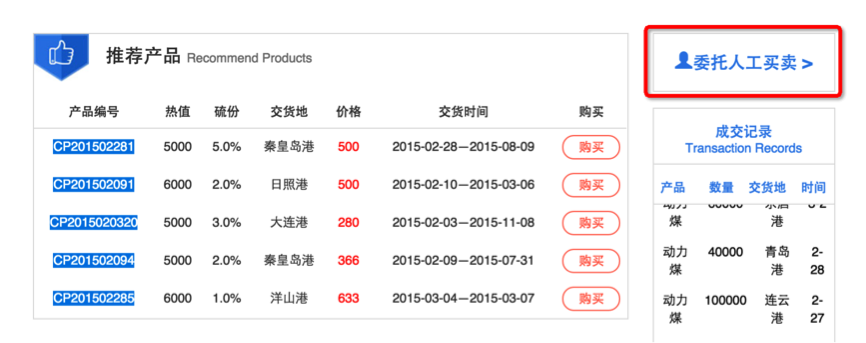 推荐产品 Recommend Products
产品编号 热值 硫份 交货地 价格 交货时间 购买
CP201502281 5000 5.0% 秦皇岛港 500 2015-02-28—2015-08-09 购买
CP201502091 6000 2.0% 日照港 500 2015-02-10—2015-03-06 购买
CP2015020320 5000 3.0% 大连港 280 2015-02-03—2015-11-08 购买
CP201502094 5000 2.0% 秦皇岛港 366 2015-02-09—2015-07-31 购买
CP201502285 6000 1.0% 洋山港 633 2015-03-04—2015-03-07 购买
委托人工买卖 >
成交记录
Transaction Records
产品 数量 交货地 时间
煤 港
动力 40000 青岛 2-
煤 港 28
动力 100000 连云 2-
煤 港 27